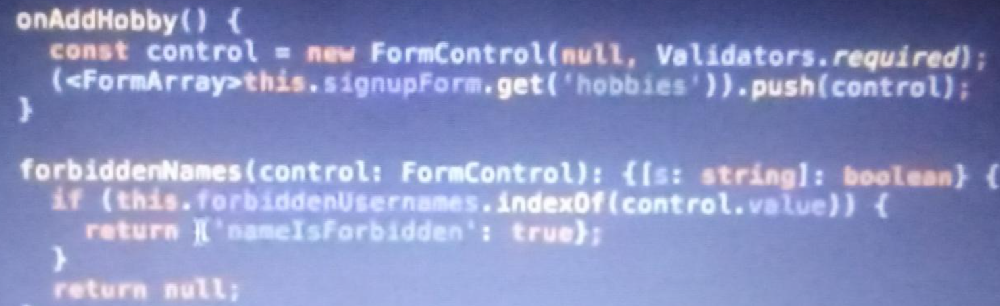 onAddHobby() {
const control = new FormControl(null, Validators.required);
(<FormArray>this.signupForm.get('hobbies')).push(control);
}
forbiddenNames(control: FormControl): {[s: string]: boolean} {
if (this.forbiddenUsernames.indexOf(control.value)) {
return {'nameIsForbidden': true};
}
return null;